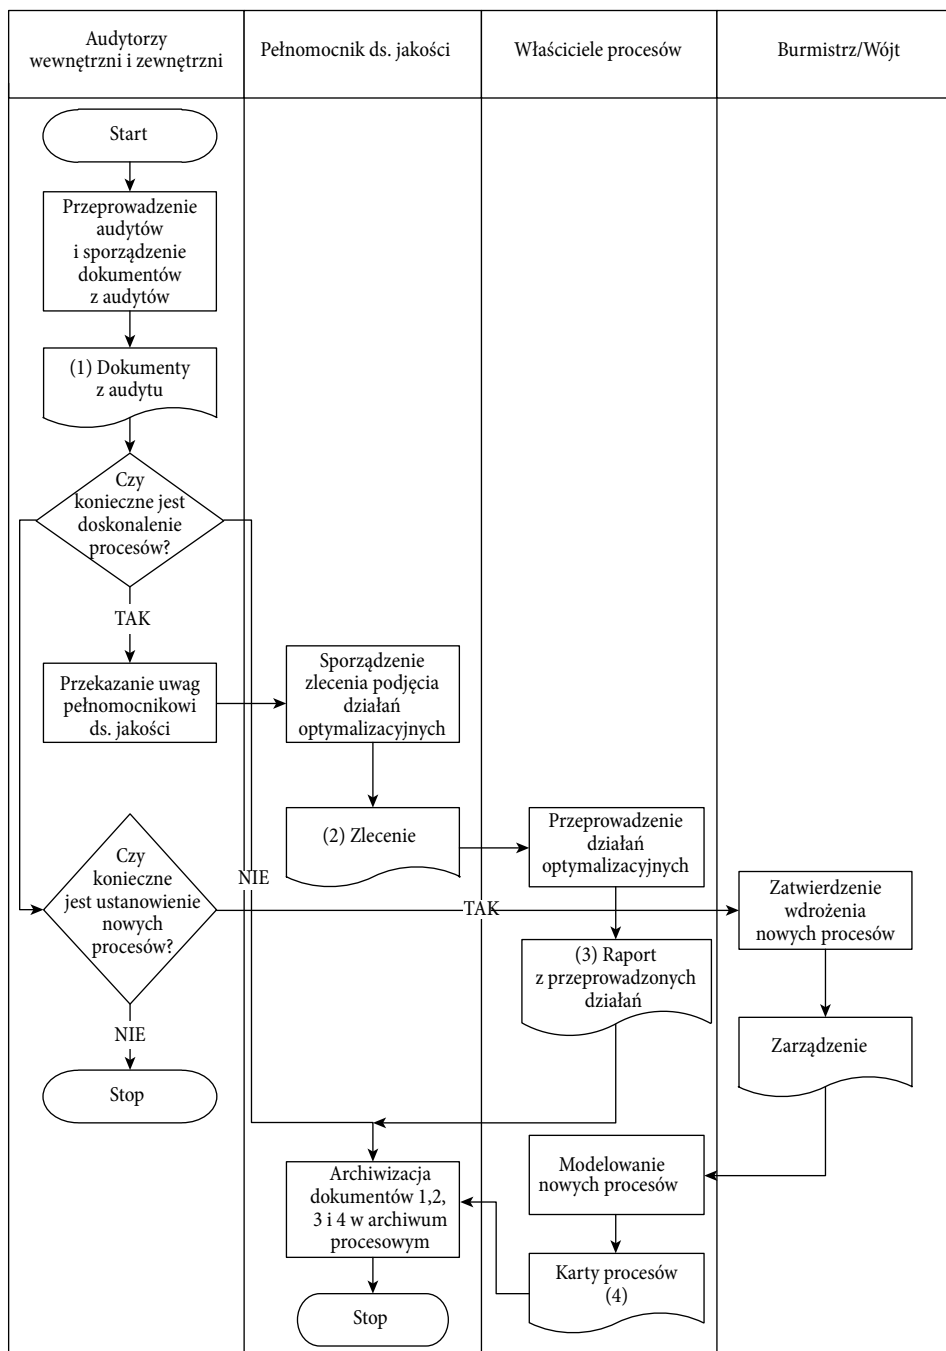 Audytorzy
wewnętrzni i zewnętrzni
Pełnomocnik ds. jakości
Właściciele procesów
Burmistrz/Wójt
Start
Przeprowadzenie
audytów
i sporządzenie
dokumentów
z audytów
(1) Dokumenty
z audytu
Czy
konieczne jest
doskonalenie
procesów?
TAK
Przekazanie uwag
pełnomocnikowi
ds. jakości
Sporządzenie
zlecenia podjęcia
działań
optymalizacyjnych
(2) Zlecenie
Przeprowadzenie
działań
optymalizacyjnych
Czy
konieczne
jest ustanowienie
nowych
procesów?
NIE
TAK
Zatwierdzenie
wdrożenia
nowych procesów
(3) Raport
z przeprowadzonych
działań
NIE
Zarządzenie
Stop
Modelowanie
nowych procesów
Archiwizacja
dokumentów 1,2,
3 i 4 w archiwum
procesowym
Karty procesów
(4)
Stop